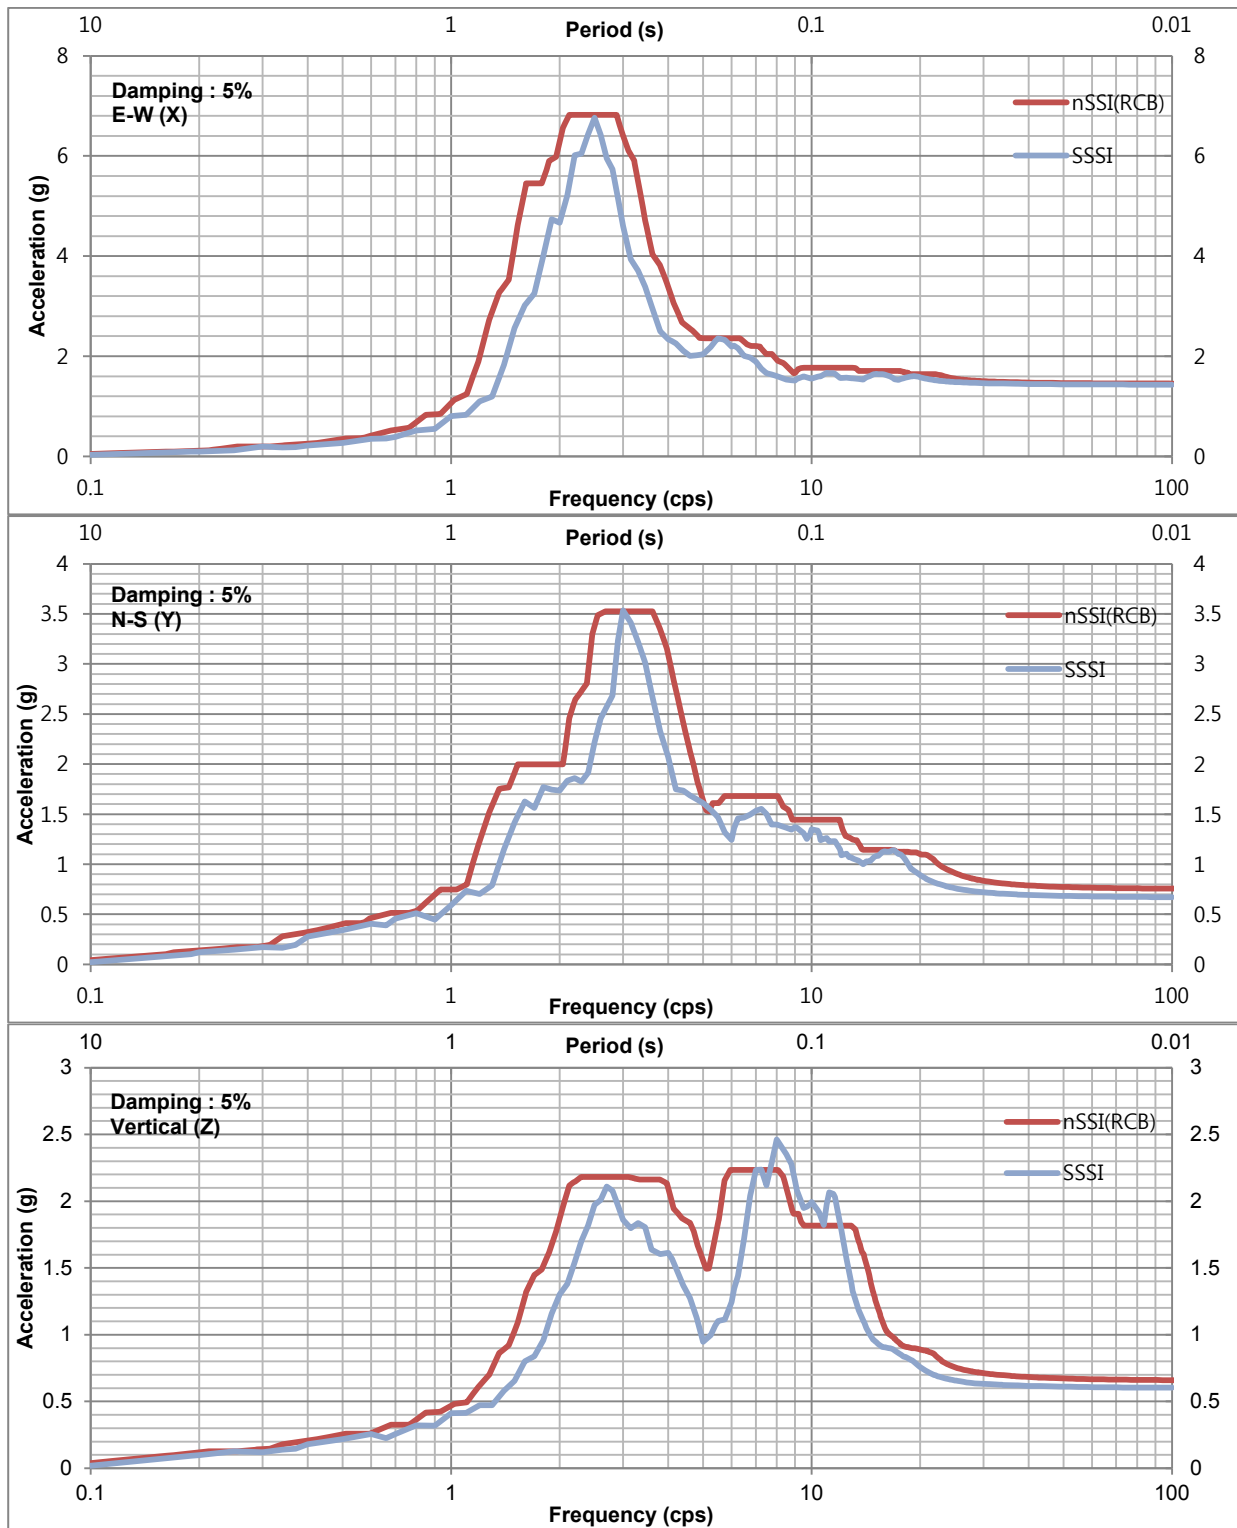 10 1 Period (s) 0.1 0.01
8 8
Damping : 5%
E-W (X)
nSSI(RCB)
SSSI
6 6
Acceleration (g)
4 4
2 2
0 0
0.1 1 10 100
Frequency (cps)
10 1 Period (s) 0.1 0.01
4 4
Damping : 5%
N-S (Y)
nSSI(RCB)
SSSI
3.5 3.5
3 3
2.5 2.5
Acceleration (g)
2 2
1.5 1.5
1 1
0.5 0.5
0 0
0.1 1 10 100
Frequency (cps)
10 1 Period (s) 0.1 0.01
3 3
Damping : 5%
Vertical (Z)
nSSI(RCB)
SSSI
2.5 2.5
2 2
Acceleration (g)
1.5 1.5
1 1
0.5 0.5
0 0
0.1 1 10 100
Frequency (cps)